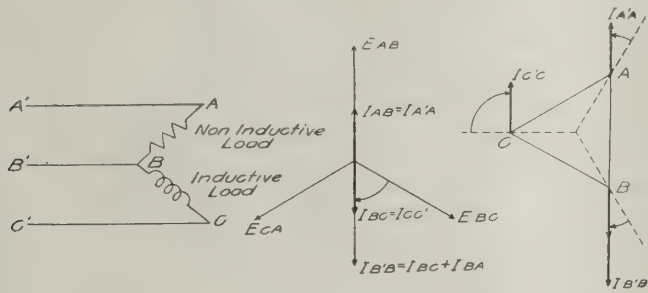 A'
A
Non Inductive
Load
B'
B
Inductive
Load
C'
C
EAB
IAB=IA'A
IBC=ICC'
ECA
EBC
IB'B=IBC+IBA
IA'A
A
IC'C
C
B
IB'B